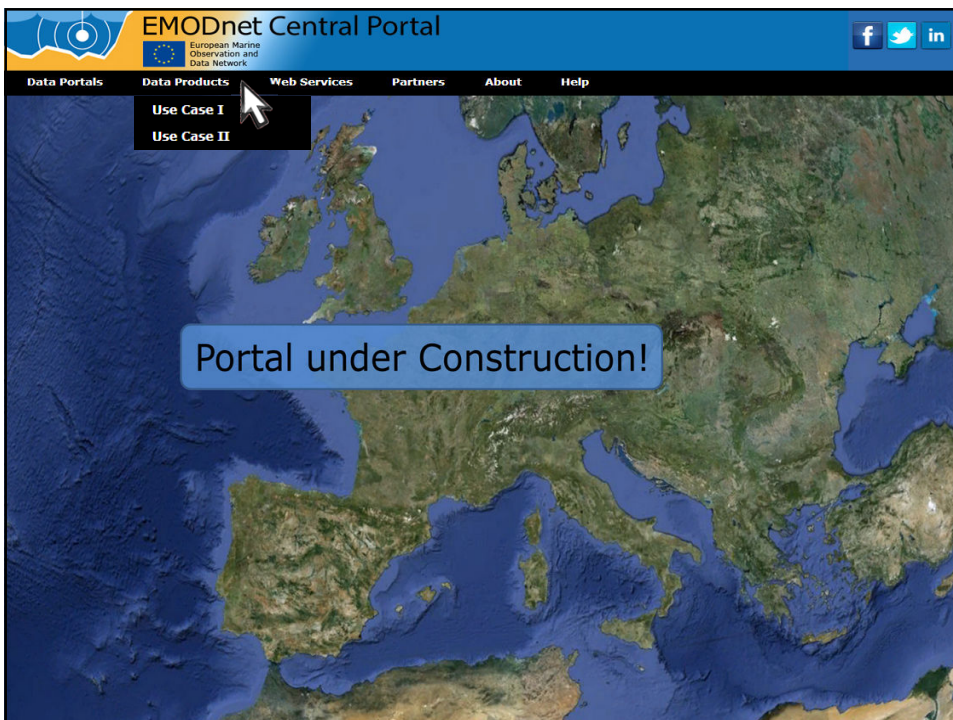 EMODnet Central Portal
European Marine
Observation and
Data Network
f
in
Data Portals Data Products Web Services Partners About Help
Use Case I
Use Case II
Portal under Construction!